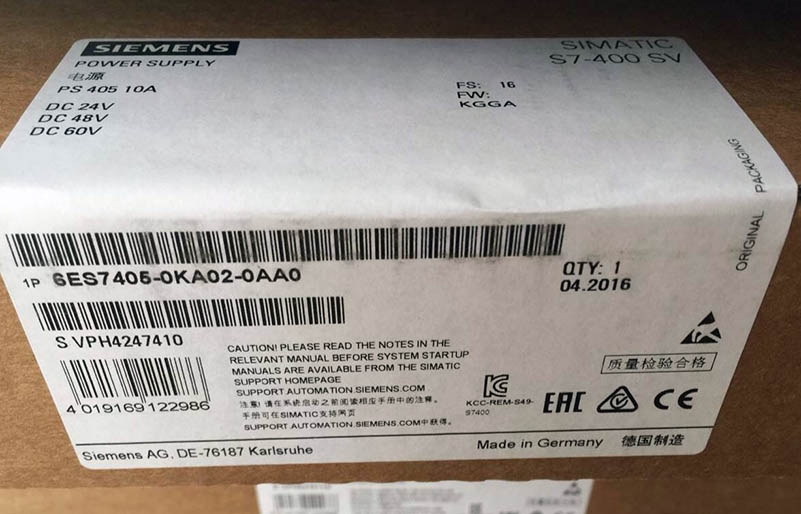 SIEMENS
POWER SUPPLY
电源
PS 405 10A
DC 24V
DC 48V
DC 60V
SIMATIC
S7-400 SV
FS: 16
FW:
KGGA
ORIGINAL PACKAGING
1P 6ES7405-0KA02-0AA0
QTY: 1
04.2016
S VPH4247410
4 019169 122986
CAUTION! PLEASE READ THE NOTES IN THE
RELEVANT MANUAL BEFORE SYSTEM STARTUP
MANUALS ARE AVAILABLE FROM THE SIMATIC
SUPPORT HOMEPAGE
SUPPORT.AUTOMATION.SIEMENS.COM
注意! 请在系统启动之前阅读相应手册中的注释。
手册可在SIMATIC支持网页
SUPPORT.AUTOMATION.SIEMENS.COM中获得。
质量检验合格
KCC-REM-S49-
S7400
EAC
CE
Siemens AG, DE-76187 Karlsruhe
Made in Germany 德国制造